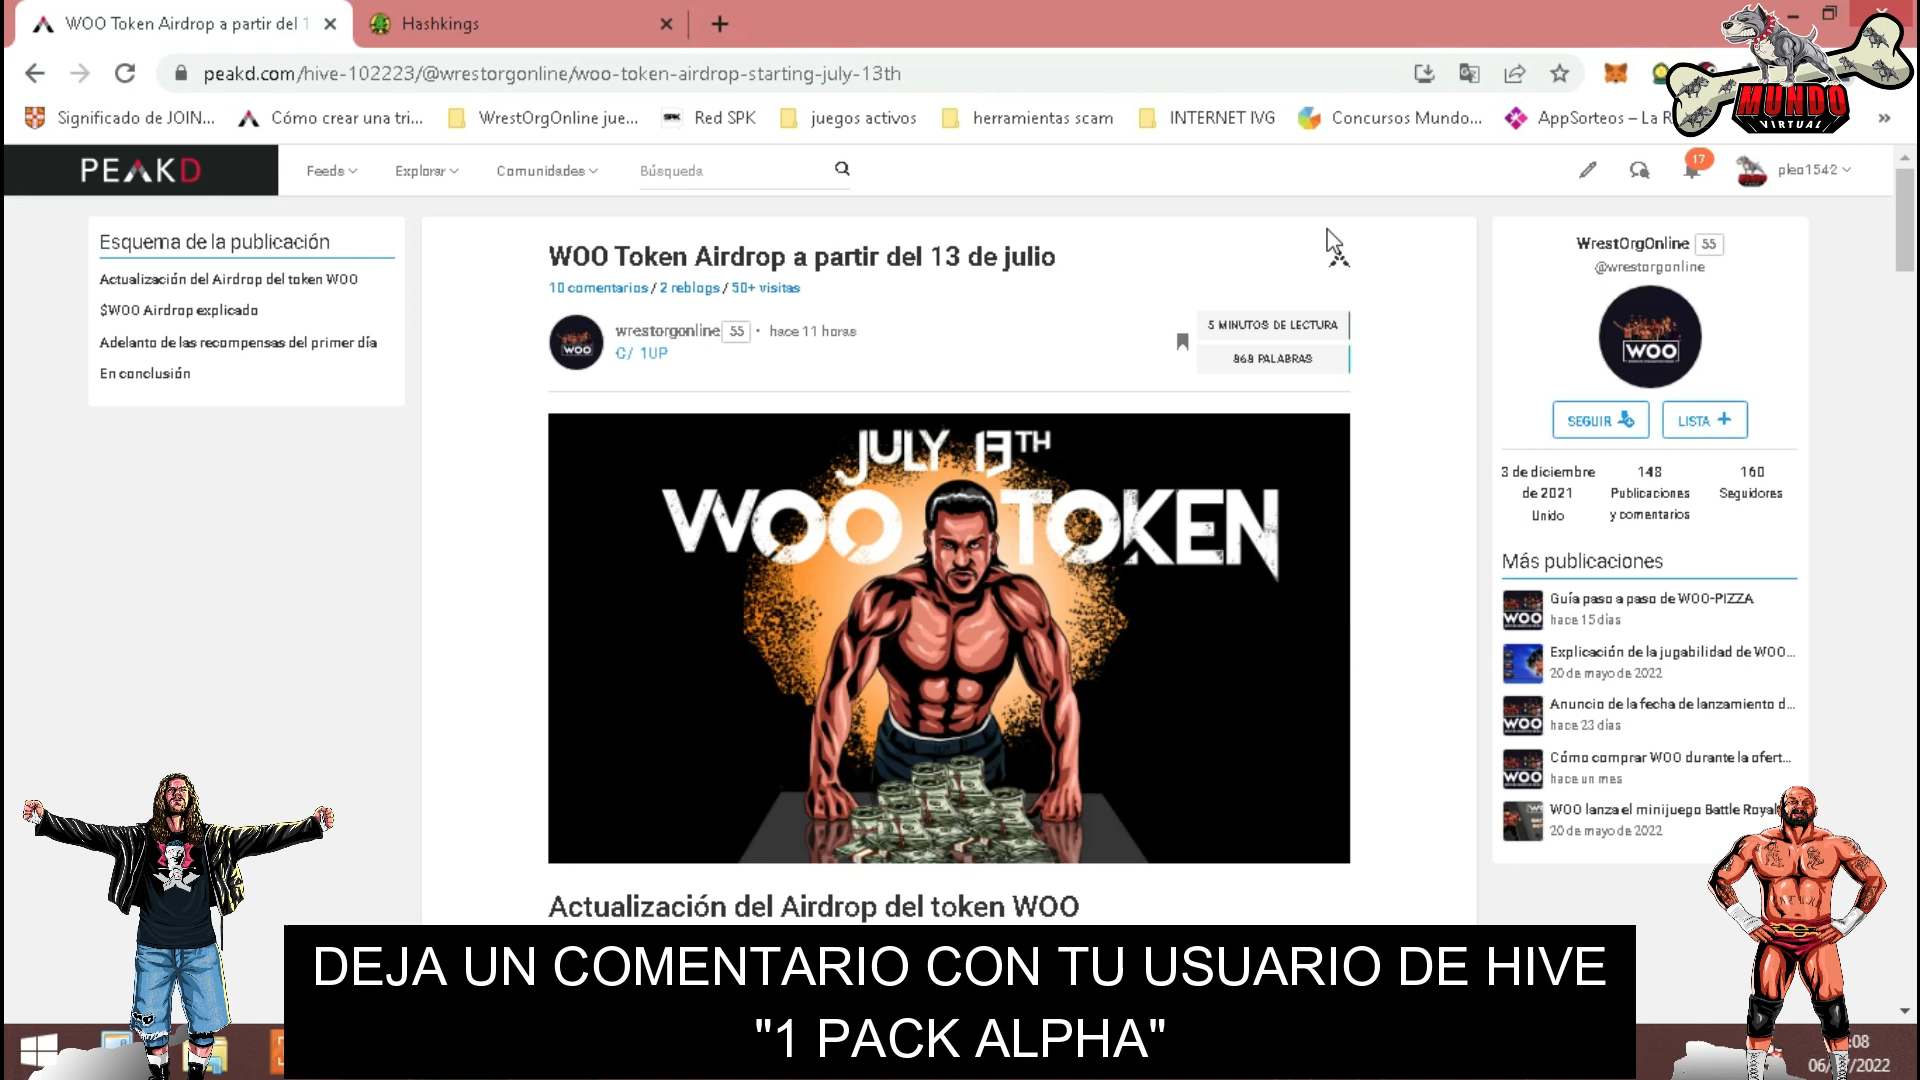 WOO Token Airdrop a partir del 1
Hashkings
peakd.com/hive-102223/@wrestorgonline/woo-token-airdrop-starting-july-13th
Significado de JOIN...
Cómo crear una tri...
WrestOrgOnline jue...
SPK
Red SPK
juegos activos
herramientas scam
INTERNET IVG
Concursos Mundo...
AppSorteos – La R
»
MUNDO
VIRTUAL
PEAKD
Feeds
Explorar
Comunidades
Búsqueda
17
pleo1542
Esquema de la publicación
Actualización del Airdrop del token WOO
$WOO Airdrop explicado
Adelanto de las recompensas del primer día
En conclusión
WOO Token Airdrop a partir del 13 de julio
10 comentarios / 2 reblogs / 50+ visitas
WOO
wrestorgonline 55 • hace 11 horas
C/ 1UP
5 MINUTOS DE LECTURA
868 PALABRAS
JULY 13TH
WOO TOKEN
Actualización del Airdrop del token WOO
WrestOrgOnline 55
@wrestorgonline
WOO
SEGUIR
LISTA +
3 de diciembre de 2021
Unido
148
Publicaciones
y comentarios
160
Seguidores
Más publicaciones
WOO
Guía paso a paso de WOO-PIZZA
hace 15 días
Explicación de la jugabilidad de WOO...
20 de mayo de 2022
WOO
Anuncio de la fecha de lanzamiento d...
hace 23 días
WOO
Cómo comprar WOO durante la ofert...
hace un mes
WOO lanza el minijuego Battle Royal
20 de mayo de 2022
DEJA UN COMENTARIO CON TU USUARIO DE HIVE
"1 PACK ALPHA"
:08